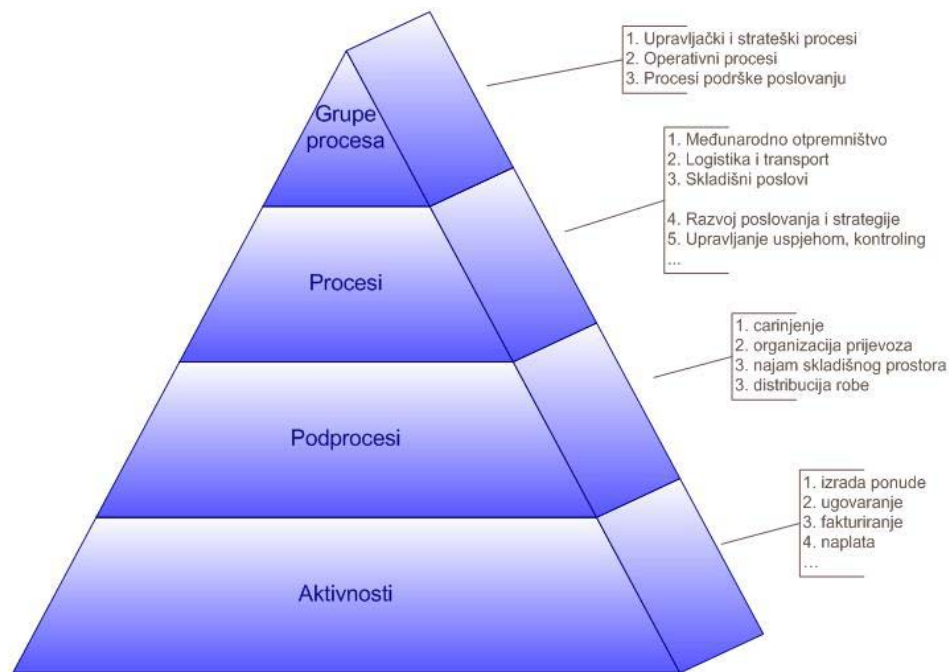 Grupe
procesa
1. Upravljački i strateški procesi
2. Operativni procesi
3. Procesi podrške poslovanju
Procesi
1. Međunarodno otpremništvo
2. Logistika i transport
3. Skladišni poslovi
4. Razvoj poslovanja i strategije
5. Upravljanje uspjehom, kontroling
...
Podprocesi
1. carinjenje
2. organizacija prijevoza
3. najam skladišnog prostora
3. distribucija robe
Aktivnosti
1. izrada ponude
2. ugovaranje
3. fakturiranje
4. naplata
...